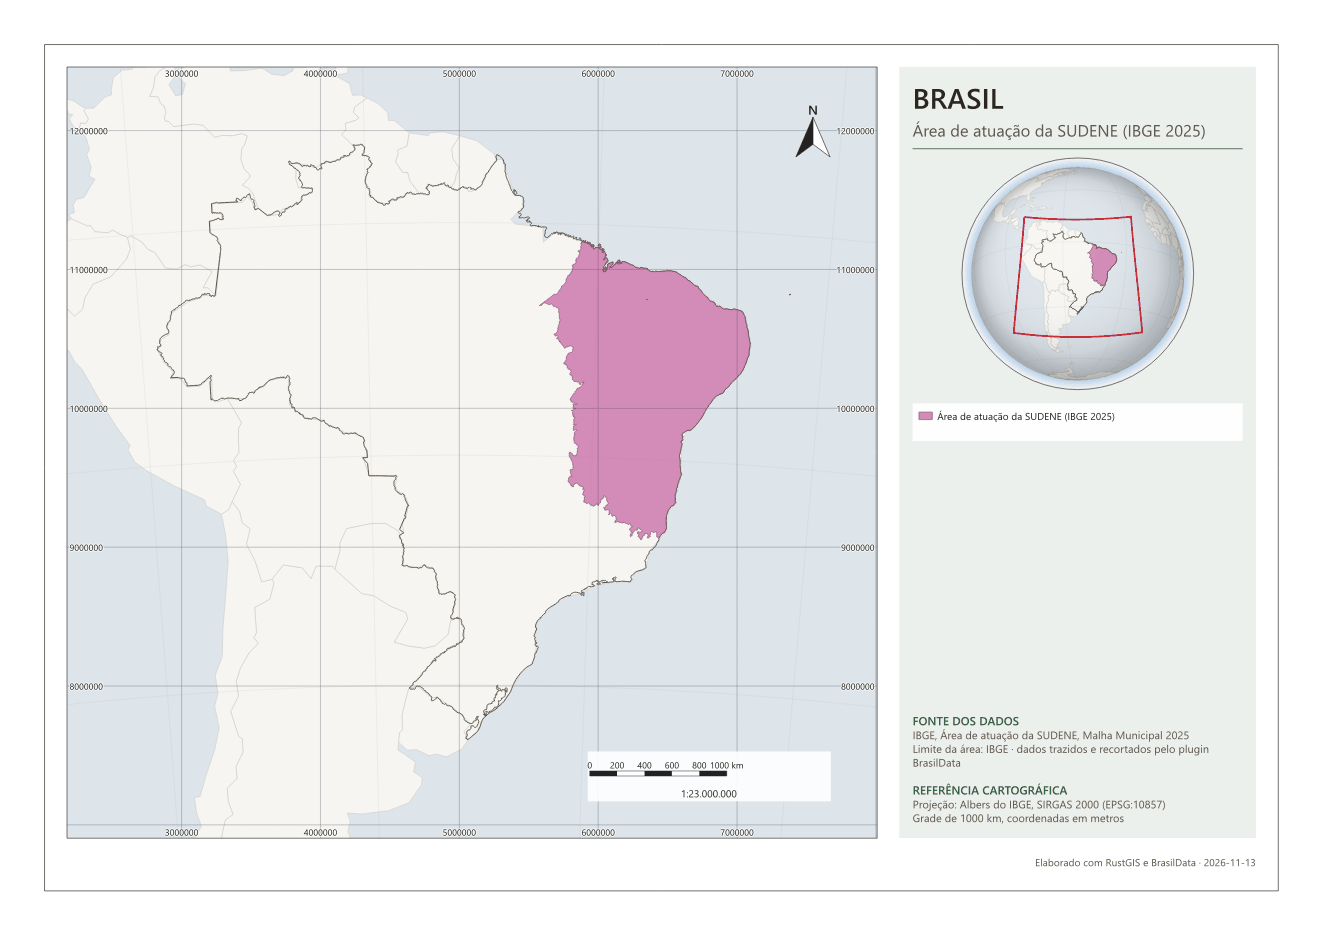 3000000 4000000 5000000 6000000 7000000
N
12000000 12000000
11000000 11000000
10000000 10000000
9000000 9000000
8000000 8000000
0 200 400 600 800 1000 km
1:23.000.000
3000000 4000000 5000000 6000000 7000000
BRASIL
Área de atuação da SUDENE (IBGE 2025)
Área de atuação da SUDENE (IBGE 2025)
FONTE DOS DADOS
IBGE, Área de atuação da SUDENE, Malha Municipal 2025
Limite da área: IBGE · dados trazidos e recortados pelo plugin
BrasilData
REFERÊNCIA CARTOGRÁFICA
Projeção: Albers do IBGE, SIRGAS 2000 (EPSG:10857)
Grade de 1000 km, coordenadas em metros
Elaborado com RustGIS e BrasilData · 2026-11-13